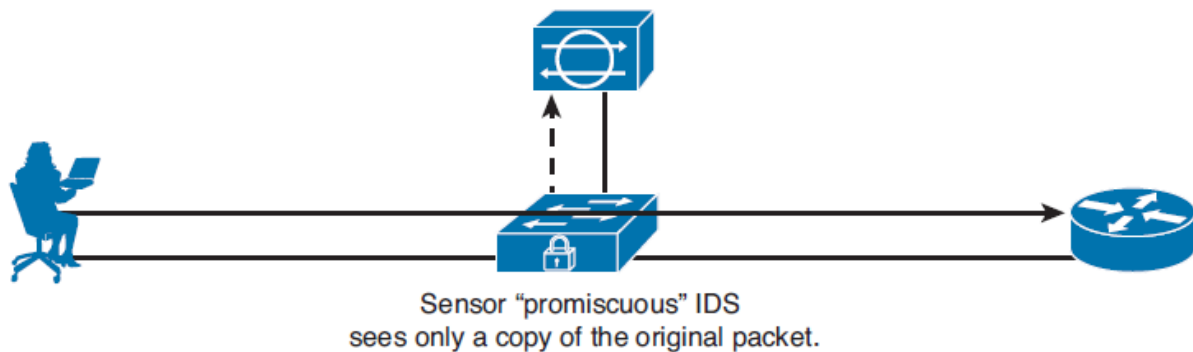 Sensor “promiscuous” IDS
sees only a copy of the original packet.